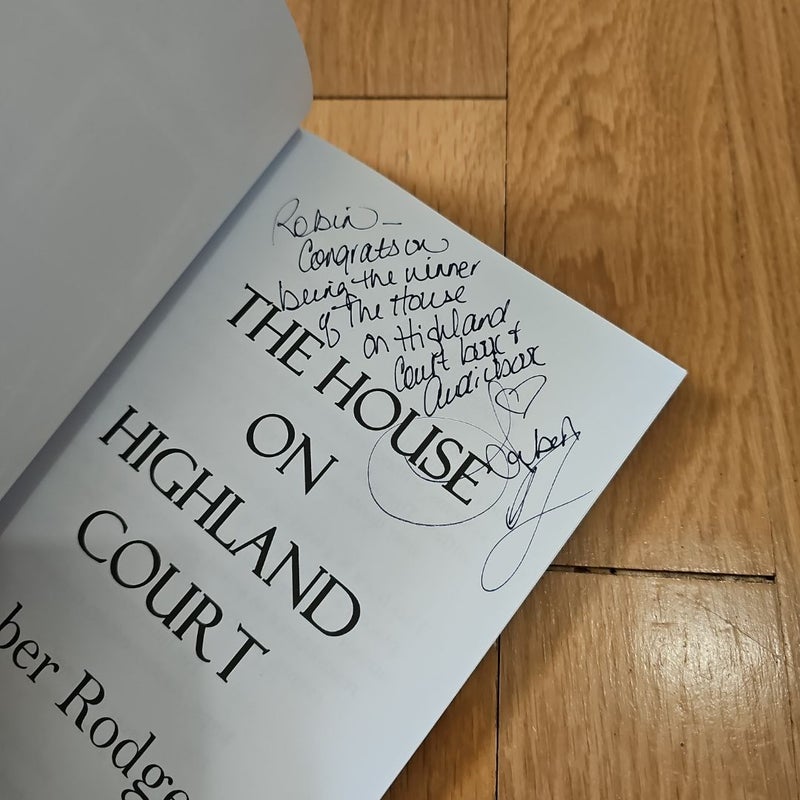 Robin –
Congrats on
being the winner
of The House
on Highland
Court book +
Audiobook
THE HOUSE
ON
HIGHLAND
COURT
ber Rodge